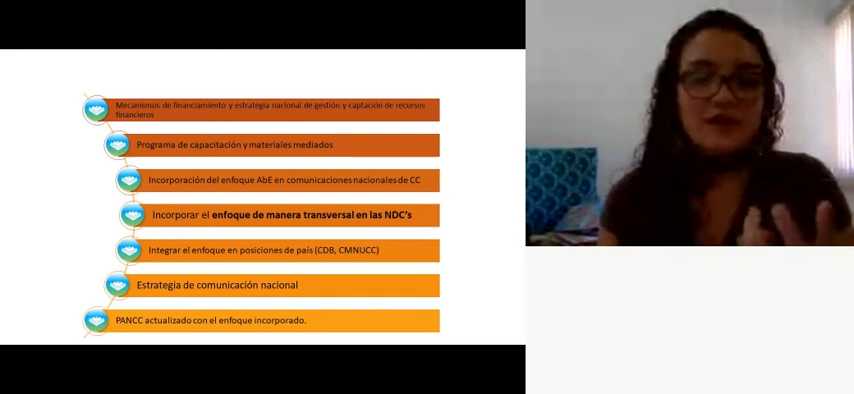 Mecanismos de financiamiento y estrategia nacional de gestión y captación de recursos
financieros
Programa de capacitación y materiales mediados
Incorporación del enfoque AbE en comunicaciones nacionales de CC
Incorporar el enfoque de manera transversal en las NDC's
Integrar el enfoque en posiciones de país (CDB, CMNUCC)
Estrategia de comunicación nacional
PANCC actualizado con el enfoque incorporado.